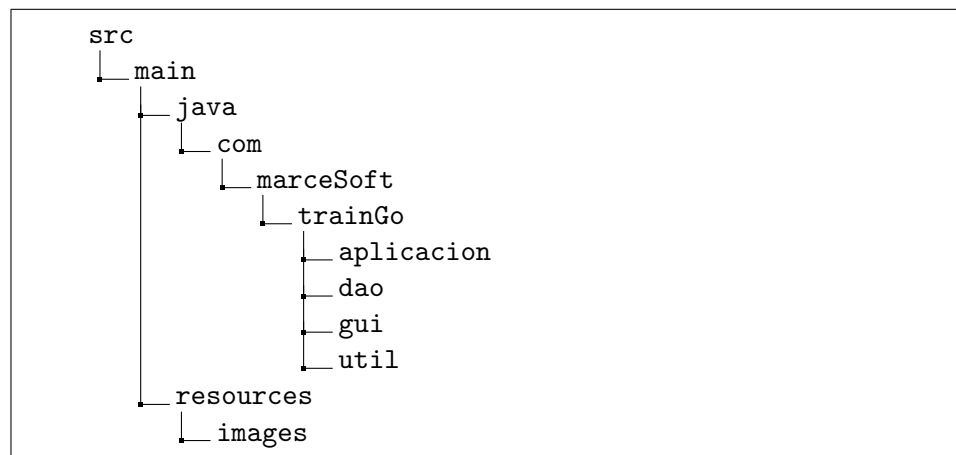 src
main
java
com
marceSoft
trainGo
aplicacion
dao
gui
util
resources
images